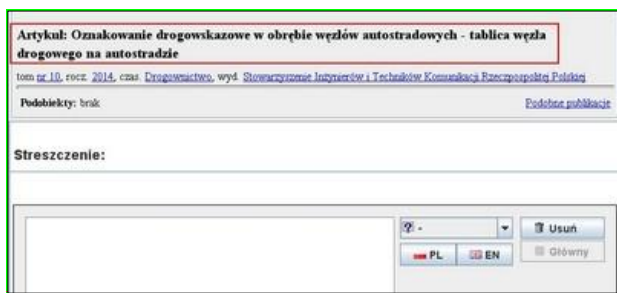 Artykuł: Oznakowanie drogowskazowe w obrębie węzłów autostradowych - tablica węzła
drogowego na autostradzie
tom nr 10, rocz. 2014, czas. Drogownictwo, wyd. Stowarzyszenie Inżynierów i Techników Komunikacji Rzeczpospolitej Polskiej
Podobiekty: brak Podobne publikacje
Streszczenie:
? - Usuń
PL EN Główny